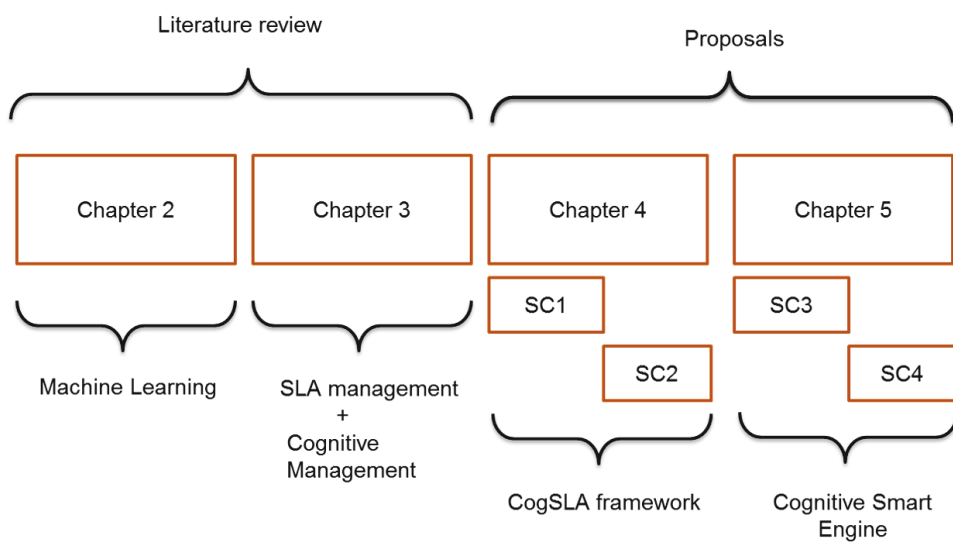 Literature review
Proposals
Chapter 2
Chapter 3
Chapter 4
Chapter 5
SC1
SC3
SC2
SC4
Machine Learning
SLA management
+
Cognitive
Management
CogSLA framework
Cognitive Smart
Engine